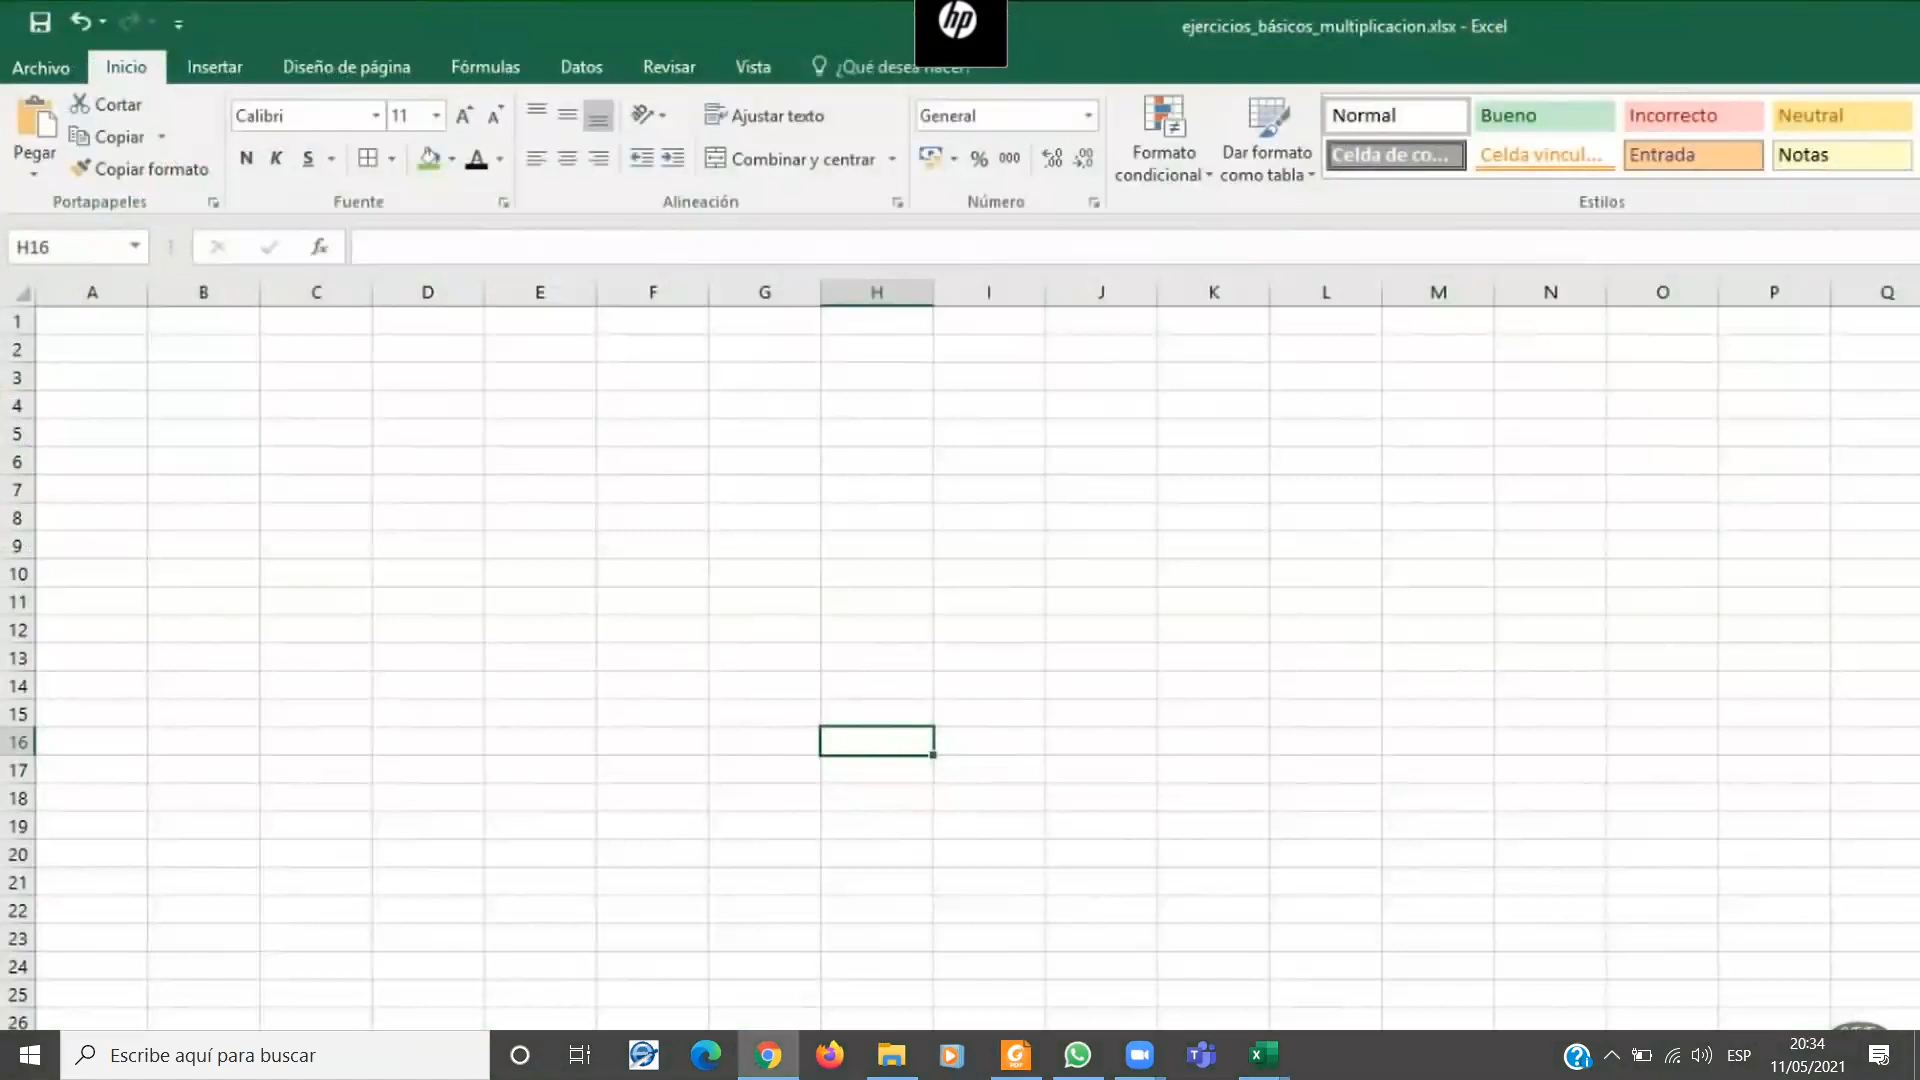 hp
ejercicios_básicos_multiplicacion.xlsx - Excel
Archivo Inicio Insertar Diseño de página Fórmulas Datos Revisar Vista ¿Qué desea hacer?
Pegar
Cortar
Copiar
Copiar formato
Portapapeles
Calibri 11
N K S A
Fuente
Ajustar texto
Combinar y centrar
Alineación
General
% 000
Número
Formato condicional
Dar formato como tabla
Normal Bueno Incorrecto Neutral
Celda de co... Celda vincul... Entrada Notas
Estilos
H16 fx
A B C D E F G H I J K L M N O P Q
1
2
3
4
5
6
7
8
9
10
11
12
13
14
15
16
17
18
19
20
21
22
23
24
25
26
Escribe aquí para buscar
ESP
20:34
11/05/2021